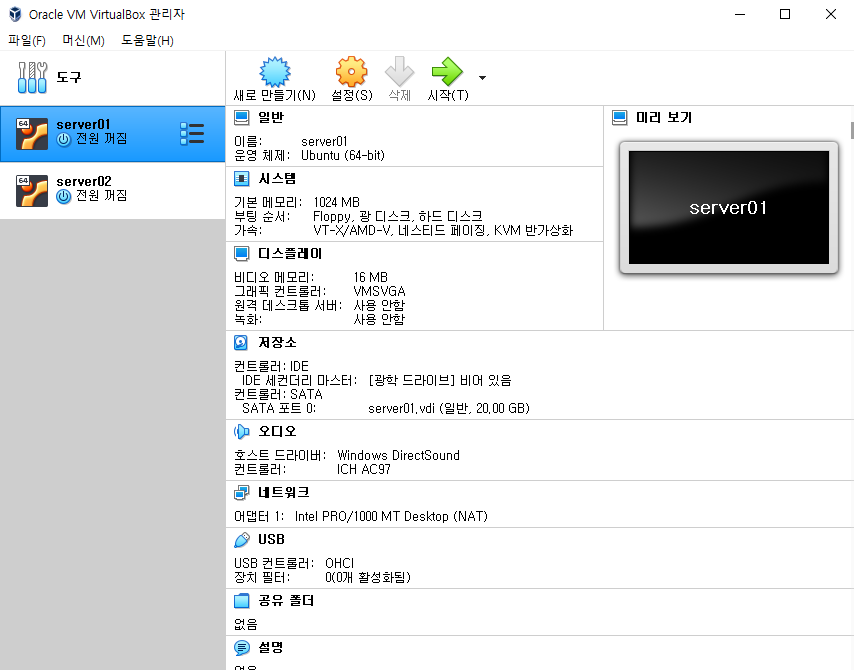 Oracle VM VirtualBox 관리자
파일(F) 머신(M) 도움말(H)
도구
새로 만들기(N) 설정(S) 삭제 시작(T)
64 server01
전원 꺼짐
64 server02
전원 꺼짐
일반
이름: server01
운영 체제: Ubuntu (64-bit)
시스템
기본 메모리: 1024 MB
부팅 순서: Floppy, 광 디스크, 하드 디스크
가속: VT-X/AMD-V, 네스티드 페이징, KVM 반가상화
디스플레이
비디오 메모리: 16 MB
그래픽 컨트롤러: VMSVGA
원격 데스크톱 서버: 사용 안함
녹화: 사용 안함
미리 보기
server01
저장소
컨트롤러: IDE
IDE 세컨더리 마스터: [광학 드라이브] 비어 있음
컨트롤러: SATA
SATA 포트 0: server01.vdi (일반, 20.00 GB)
오디오
호스트 드라이버: Windows DirectSound
컨트롤러: ICH AC97
네트워크
어댑터 1: Intel PRO/1000 MT Desktop (NAT)
USB
USB 컨트롤러: OHCI
장치 필터: 0(0개 활성화됨)
공유 폴더
없음
설명